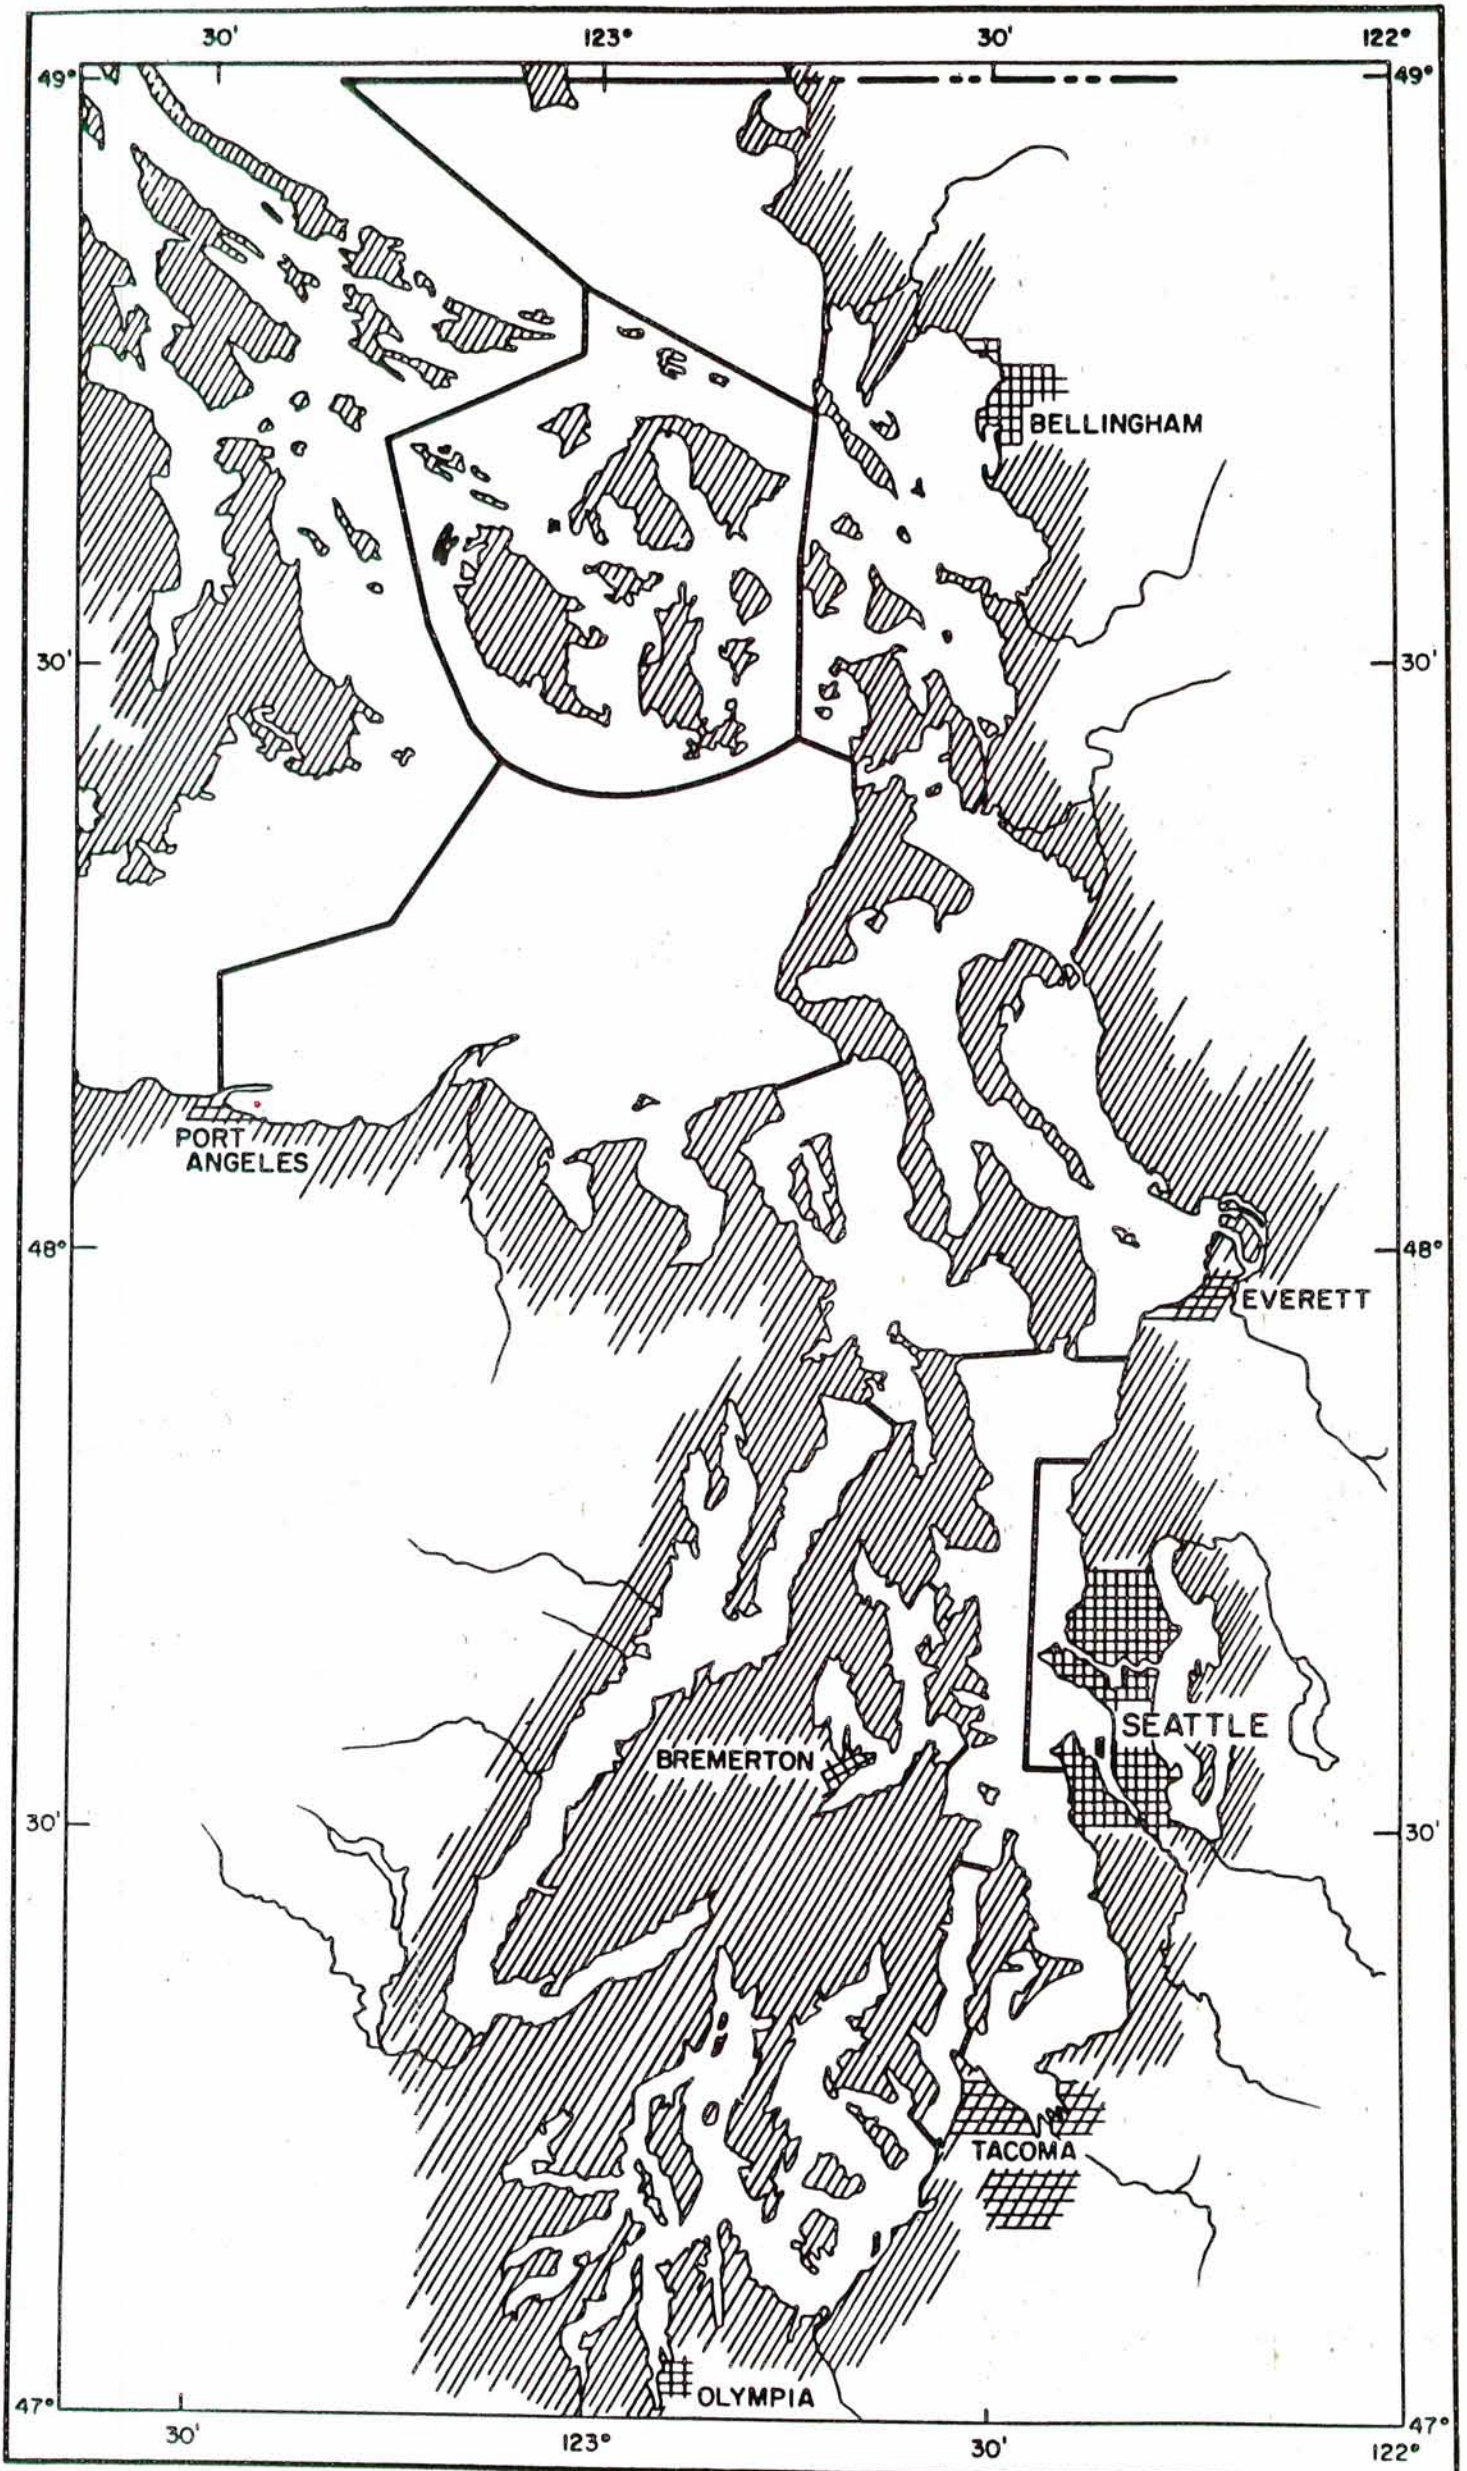 30' 123° 30' 122°
49° 49°
BELLINGHAM
30' 30'
PORT
ANGELES
48° 48°
EVERETT
SEATTLE
BREMERTON
30' 30'
TACOMA
OLYMPIA
47° 47°
30' 123° 30' 122°